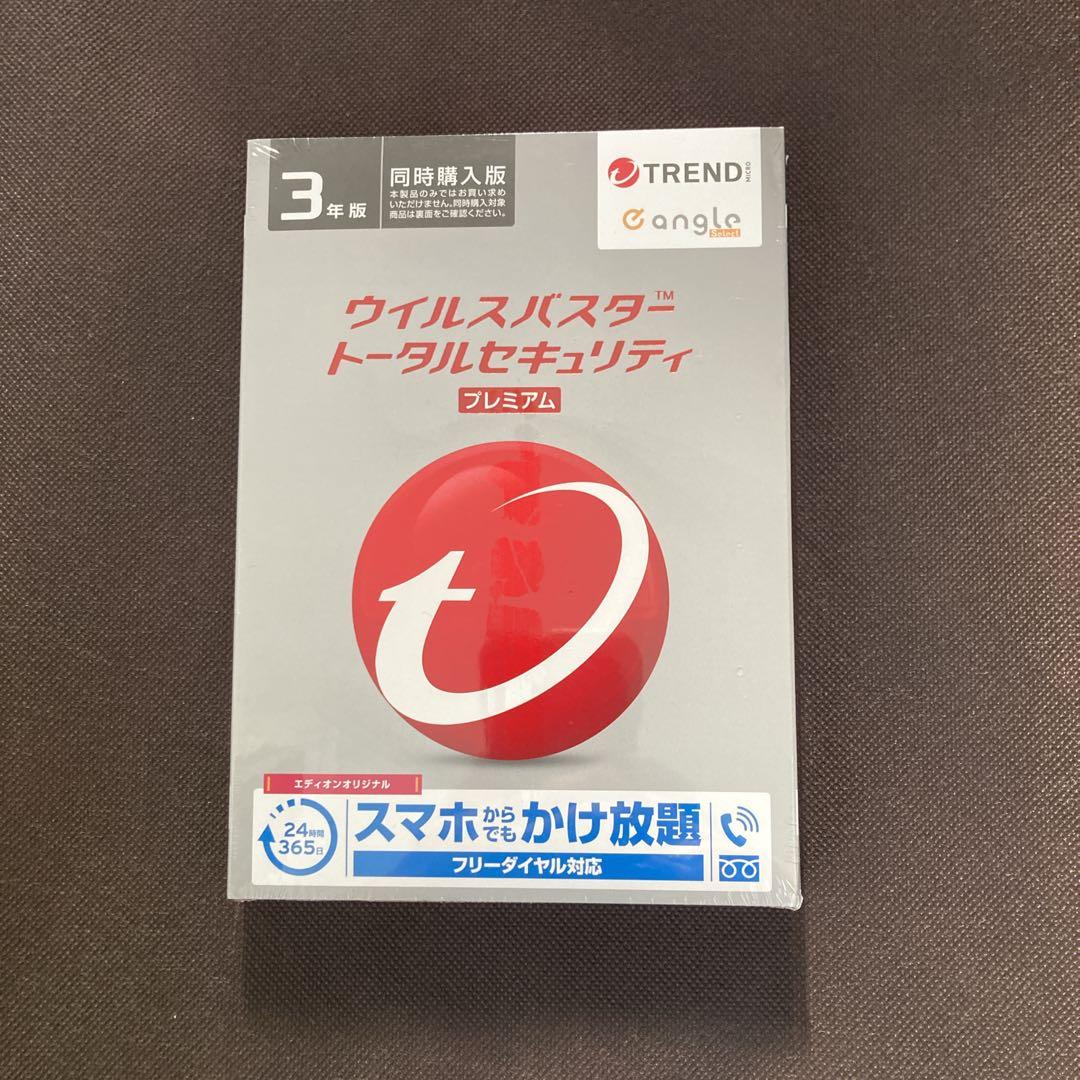 3年版
同時購入版
本製品のみではお買い求め
いただけません。同時購入対象
商品は裏面をご確認ください。
TREND MICRO
angle
Select
ウイルスバスター™
トータルセキュリティ
プレミアム
エディオンオリジナル
24時間
365日
スマホからでもかけ放題
フリーダイヤル対応